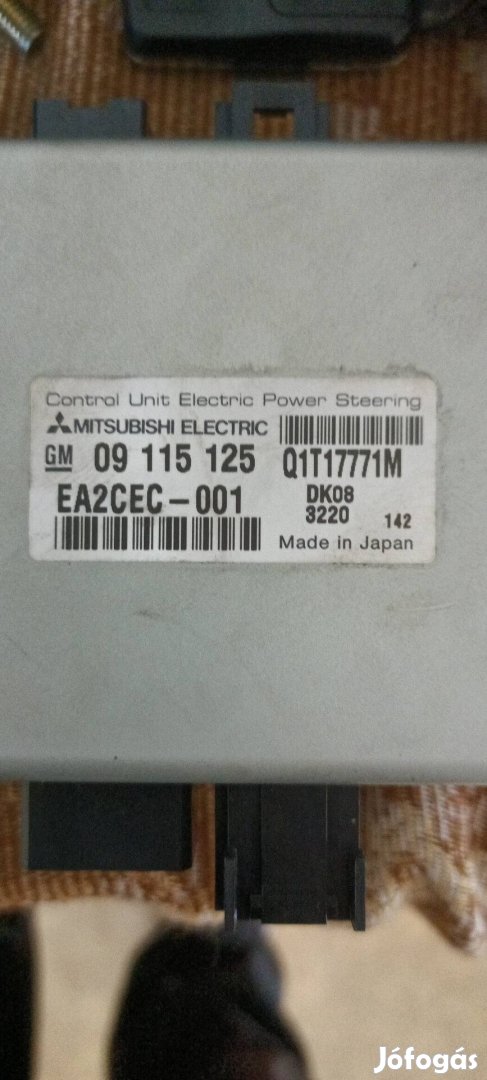 Control Unit Electric Power Steering
MITSUBISHI ELECTRIC
GM 09 115 125 Q1T17771M
EA2CEC-001 DK08
3220 142
Made in Japan
Jófogás